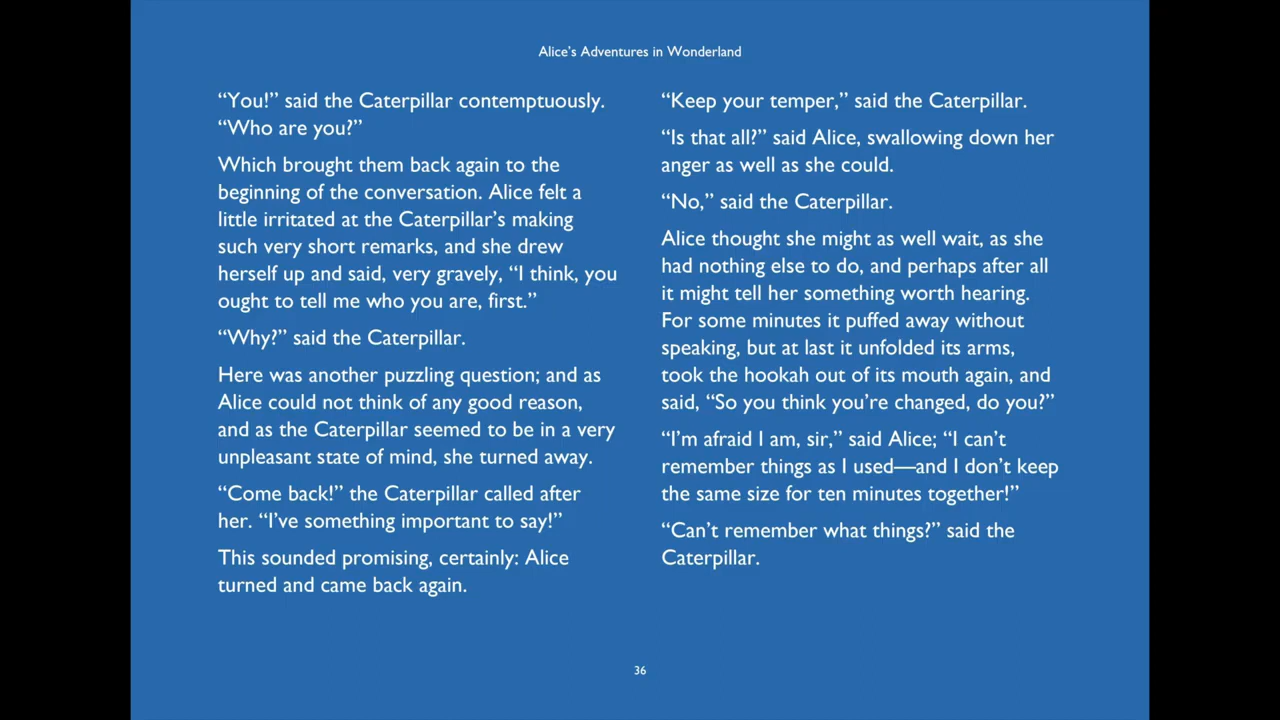 Alice’s Adventures in Wonderland
“You!” said the Caterpillar contemptuously.
“Who are you?”
Which brought them back again to the
beginning of the conversation. Alice felt a
little irritated at the Caterpillar’s making
such very short remarks, and she drew
herself up and said, very gravely, “I think, you
ought to tell me who you are, first.”
“Why?” said the Caterpillar.
Here was another puzzling question; and as
Alice could not think of any good reason,
and as the Caterpillar seemed to be in a very
unpleasant state of mind, she turned away.
“Come back!” the Caterpillar called after
her. “I’ve something important to say!”
This sounded promising, certainly: Alice
turned and came back again.
“Keep your temper,” said the Caterpillar.
“Is that all?” said Alice, swallowing down her
anger as well as she could.
“No,” said the Caterpillar.
Alice thought she might as well wait, as she
had nothing else to do, and perhaps after all
it might tell her something worth hearing.
For some minutes it puffed away without
speaking, but at last it unfolded its arms,
took the hookah out of its mouth again, and
said, “So you think you’re changed, do you?”
“I’m afraid I am, sir,” said Alice; “I can’t
remember things as I used—and I don’t keep
the same size for ten minutes together!”
“Can’t remember what things?” said the
Caterpillar.
36